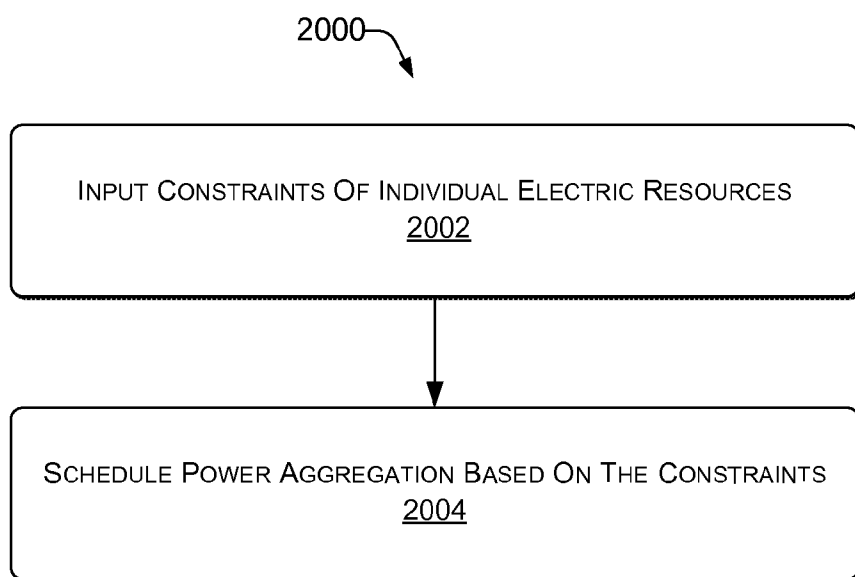 2000
INPUT CONSTRAINTS OF INDIVIDUAL ELECTRIC RESOURCES
2002
SCHEDULE POWER AGGREGATION BASED ON THE CONSTRAINTS
2004